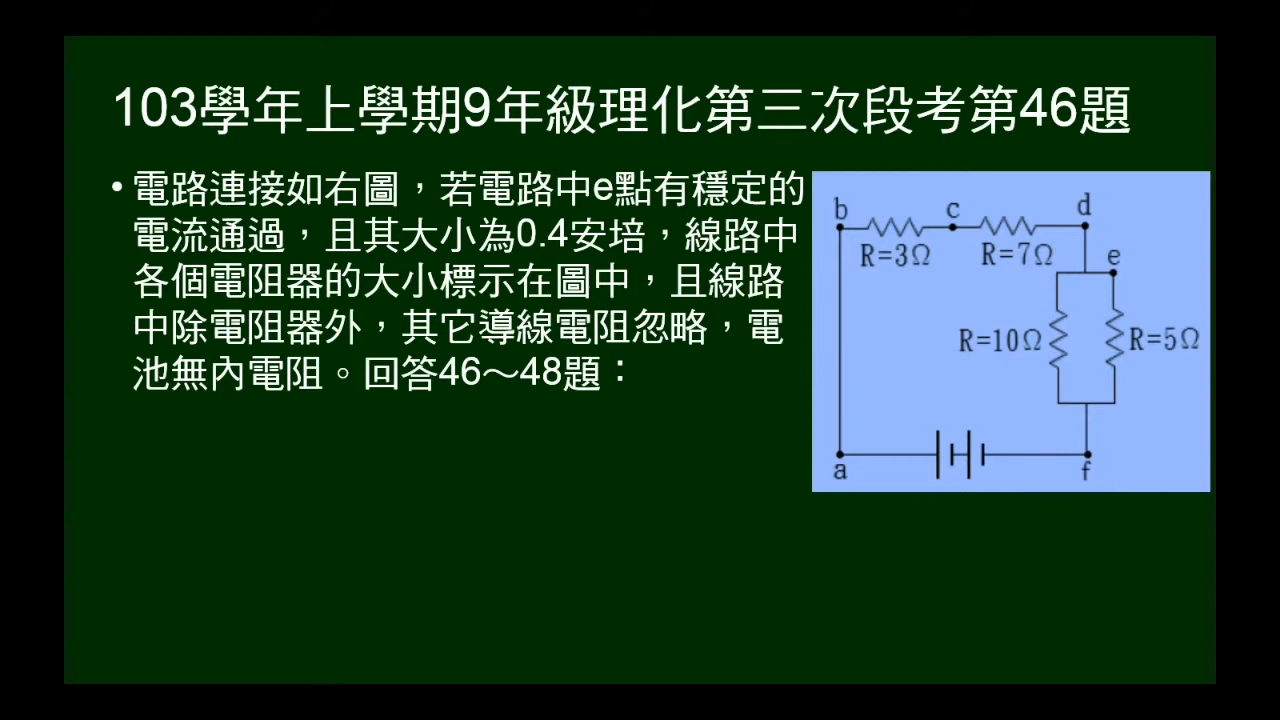 103學年上學期9年級理化第三次段考第46題
• 電路連接如右圖，若電路中e點有穩定的
電流通過，且其大小為0.4安培，線路中
各個電阻器的大小標示在圖中，且線路
中除電阻器外，其它導線電阻忽略，電
池無內電阻。回答46～48題：
b c d
R=3Ω R=7Ω e
R=10Ω R=5Ω
a f